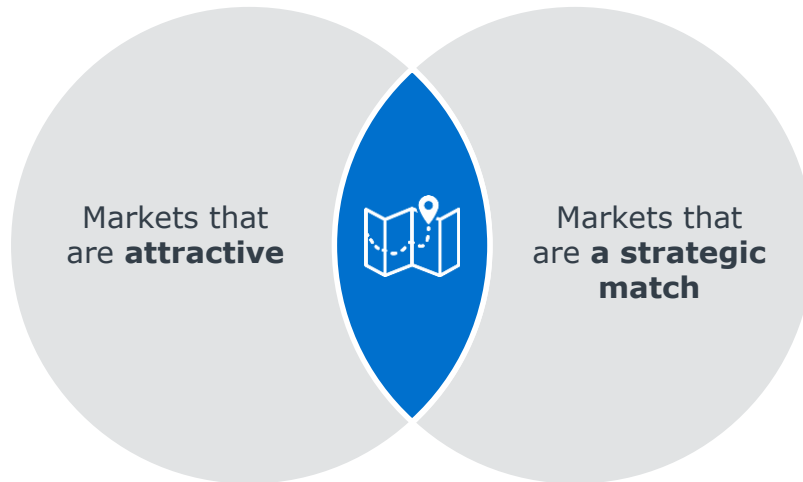 Markets that
are attractive
Markets that
are a strategic
match